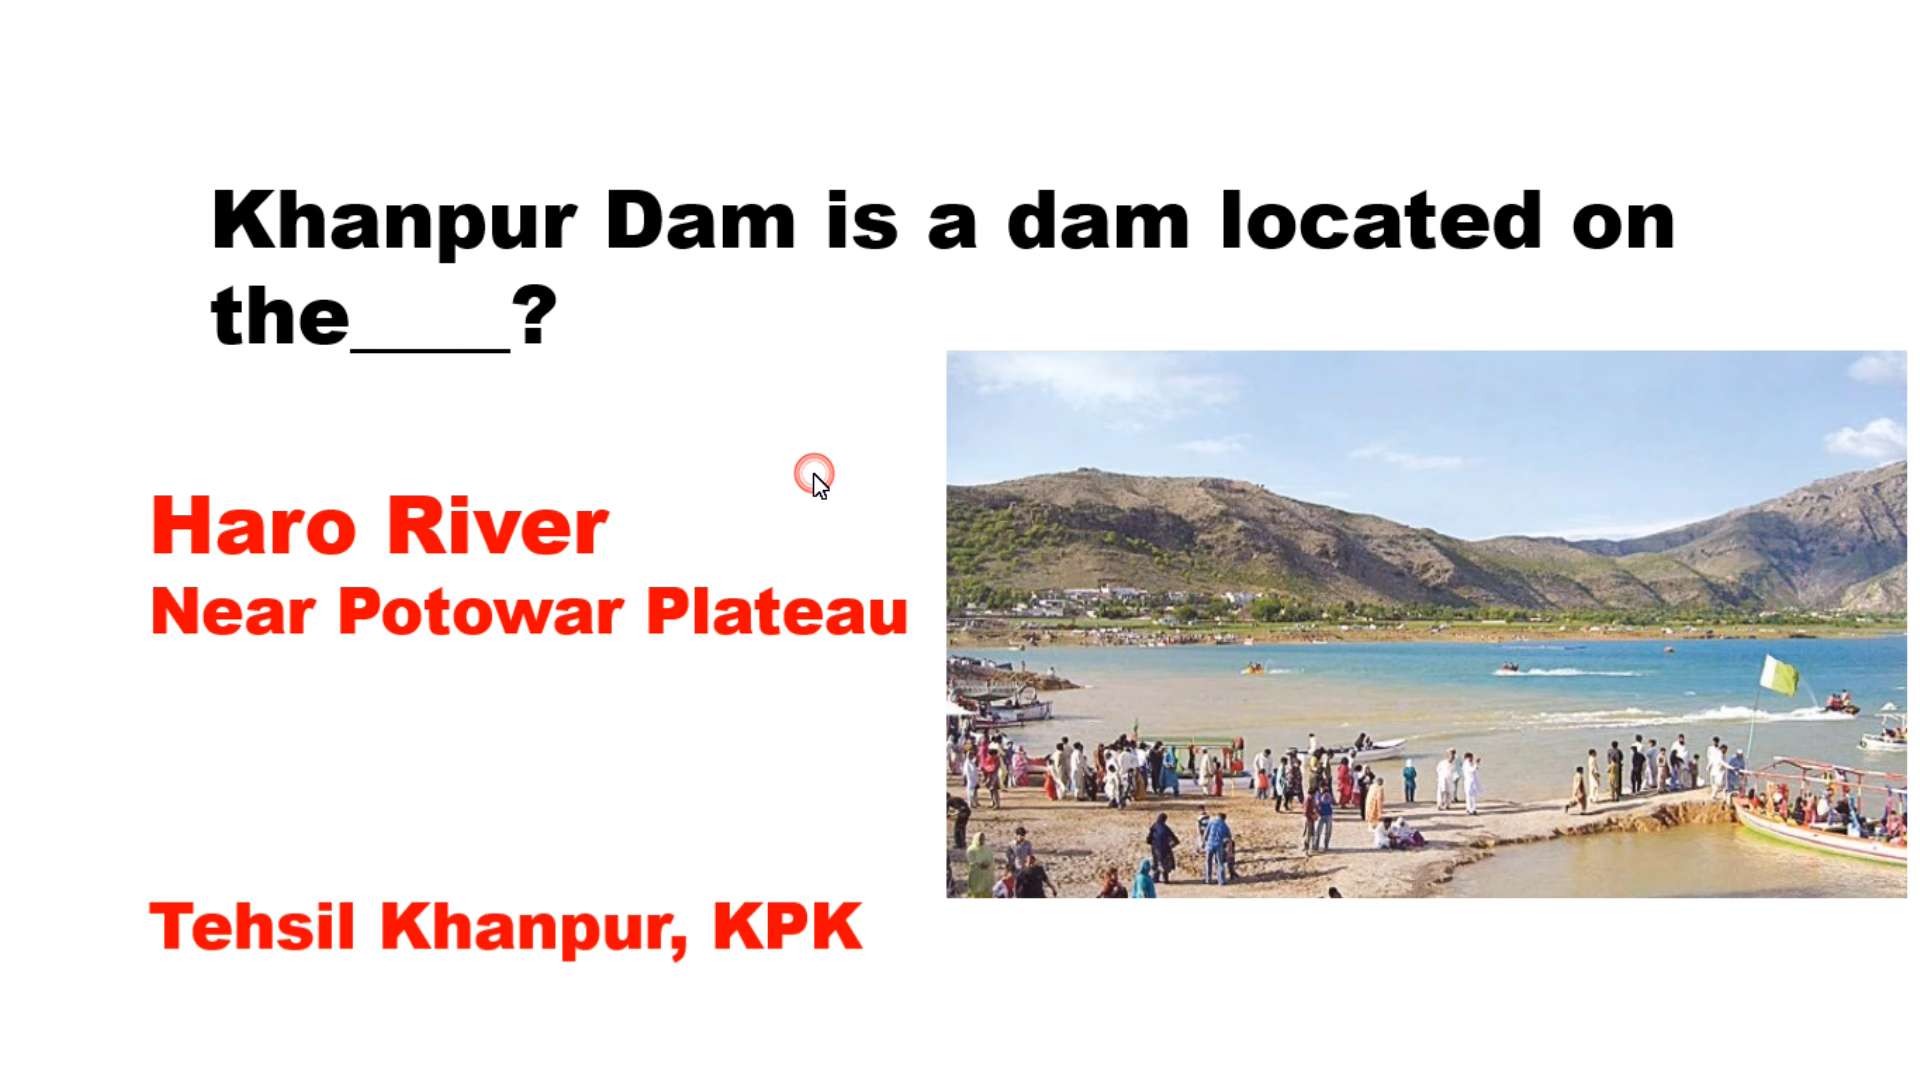 Khanpur Dam is a dam located on
the____?
Haro River
Near Potowar Plateau
Tehsil Khanpur, KPK